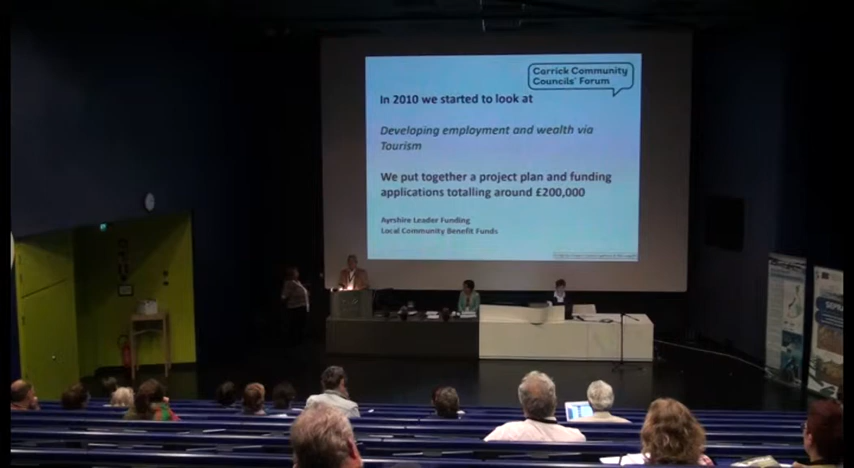 Carrick Community
Councils' Forum
In 2010 we started to look at
Developing employment and wealth via
Tourism
We put together a project plan and funding
applications totalling around £200,000
Ayrshire Leader Funding
Local Community Benefit Funds